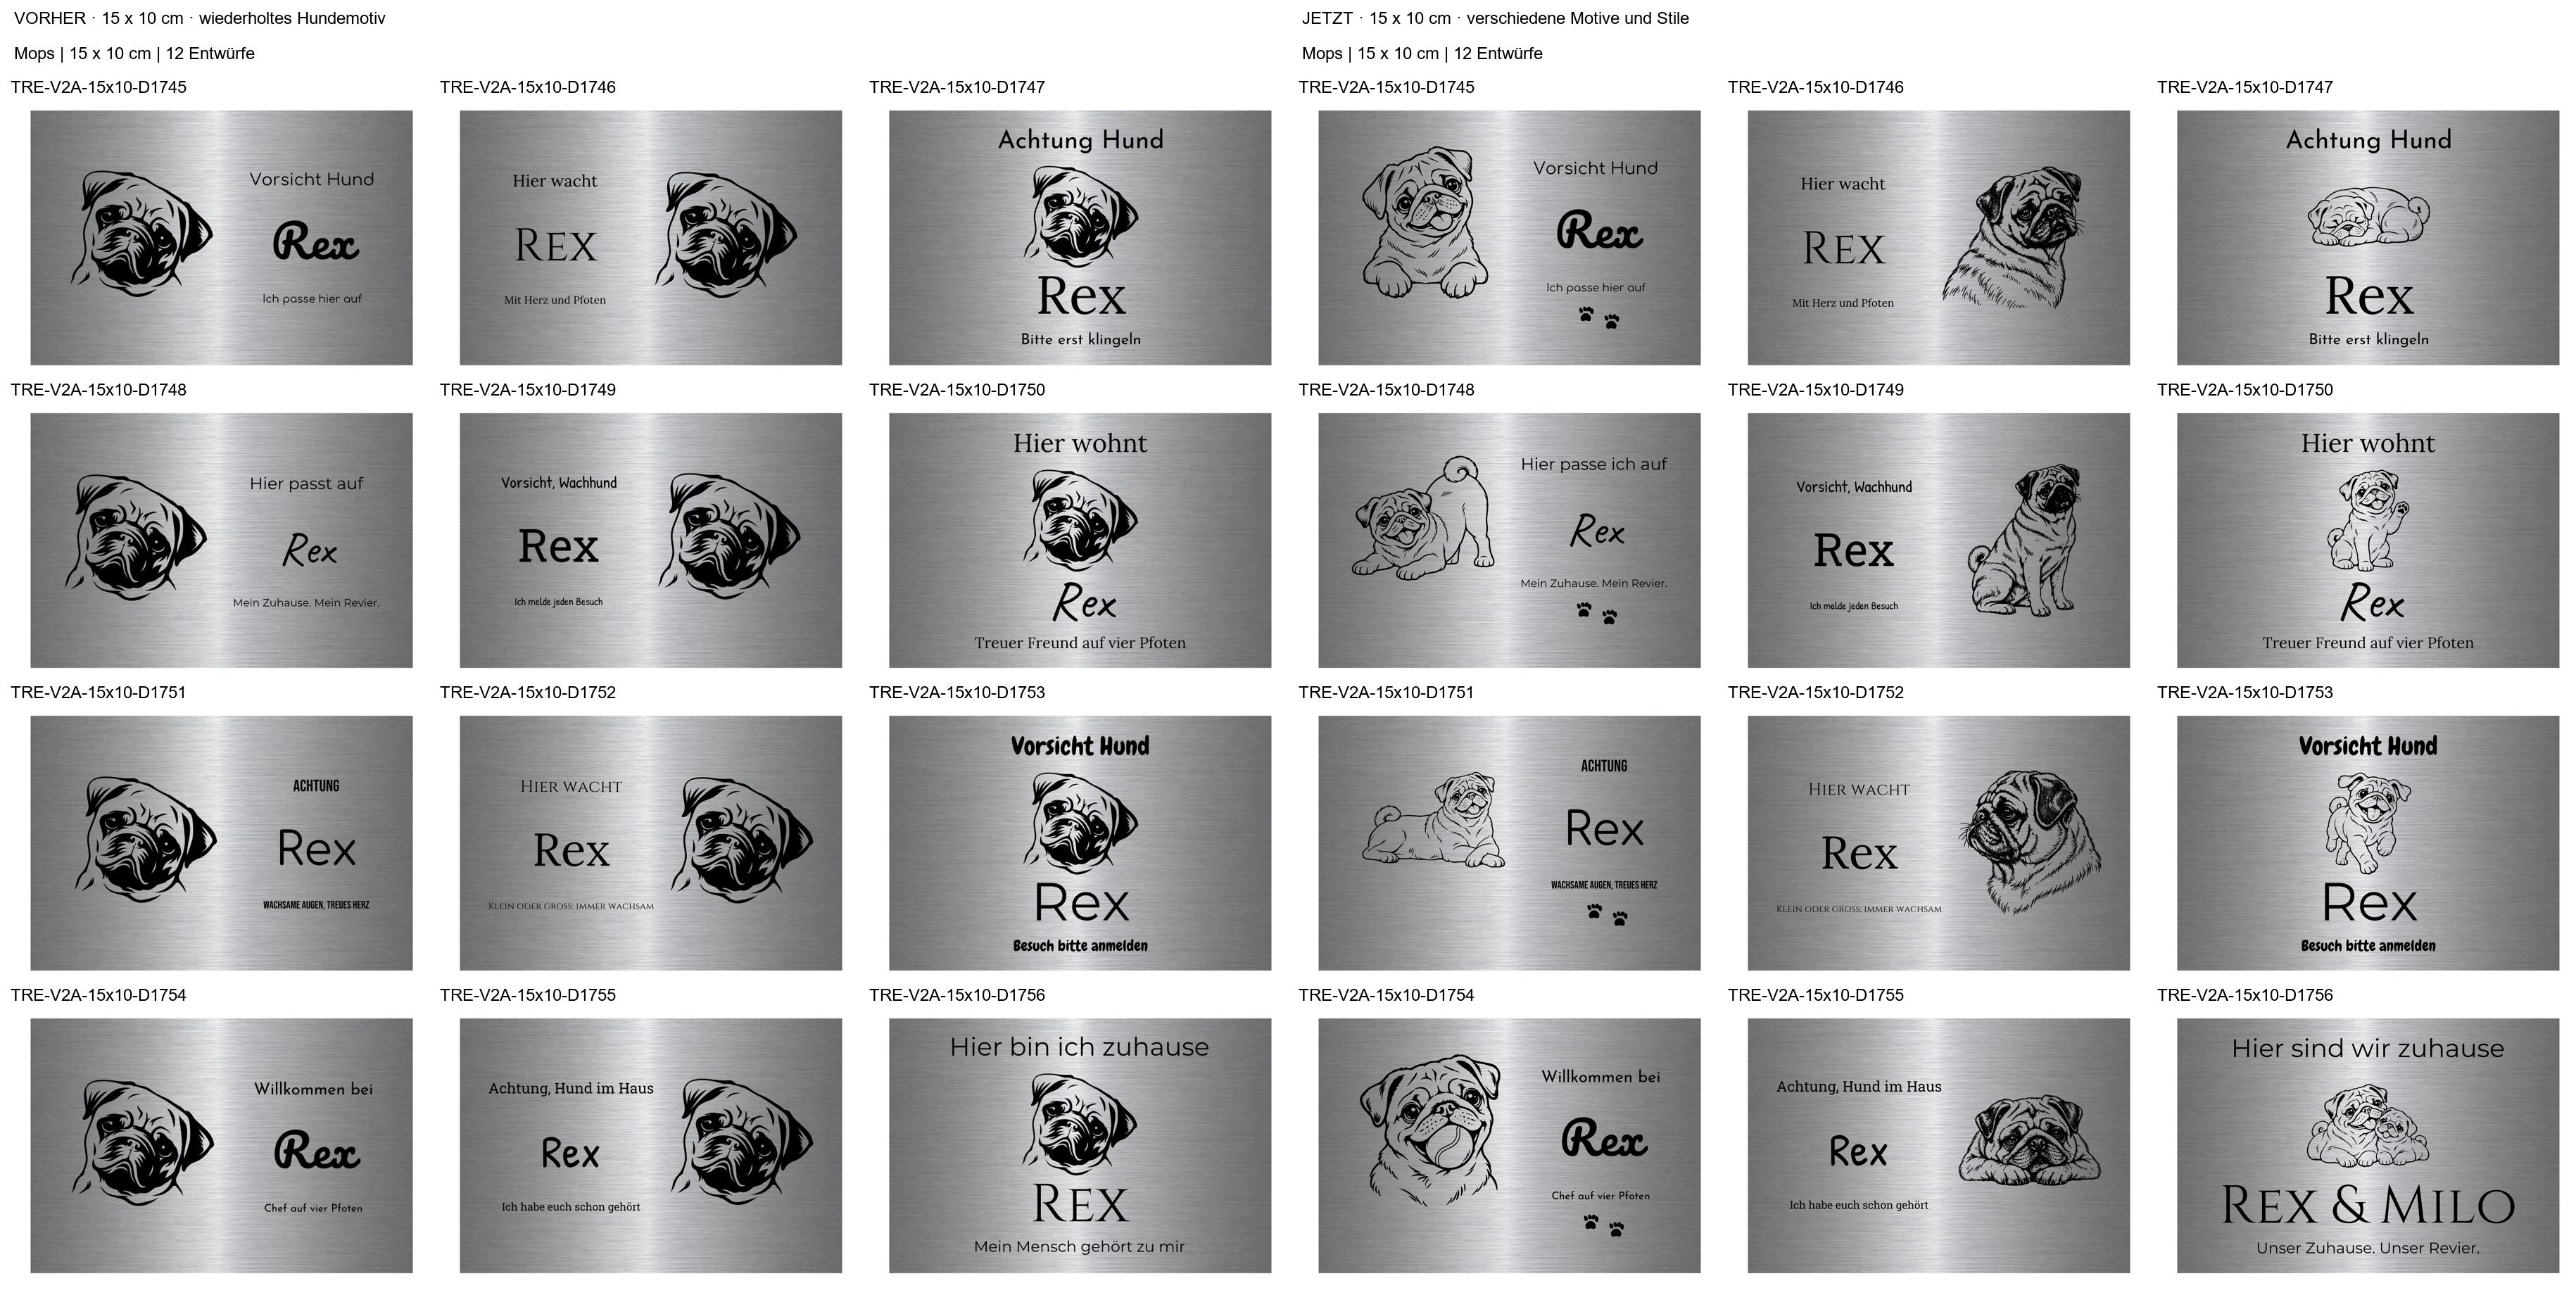 VORHER · 15 x 10 cm · wiederholtes Hundemotiv
Mops | 15 x 10 cm | 12 Entwürfe
TRE-V2A-15x10-D1745
Vorsicht Hund
Rex
Ich passe hier auf
TRE-V2A-15x10-D1746
Hier wacht
REX
Mit Herz und Pfoten
TRE-V2A-15x10-D1747
Achtung Hund
Rex
Bitte erst klingeln
TRE-V2A-15x10-D1748
Hier passt auf
Rex
Mein Zuhause. Mein Revier.
TRE-V2A-15x10-D1749
Vorsicht, Wachhund
Rex
Ich melde jeden Besuch
TRE-V2A-15x10-D1750
Hier wohnt
Rex
Treuer Freund auf vier Pfoten
TRE-V2A-15x10-D1751
ACHTUNG
Rex
WACHSAME AUGEN, TREUES HERZ
TRE-V2A-15x10-D1752
HIER WACHT
Rex
KLEIN ODER GROSS: IMMER WACHSAM
TRE-V2A-15x10-D1753
Vorsicht Hund
Rex
Besuch bitte anmelden
TRE-V2A-15x10-D1754
Willkommen bei
Rex
Chef auf vier Pfoten
TRE-V2A-15x10-D1755
Achtung, Hund im Haus
Rex
Ich habe euch schon gehört
TRE-V2A-15x10-D1756
Hier bin ich zuhause
REX
Mein Mensch gehört zu mir
JETZT · 15 x 10 cm · verschiedene Motive und Stile
Mops | 15 x 10 cm | 12 Entwürfe
TRE-V2A-15x10-D1745
Vorsicht Hund
Rex
Ich passe hier auf
TRE-V2A-15x10-D1746
Hier wacht
REX
Mit Herz und Pfoten
TRE-V2A-15x10-D1747
Achtung Hund
Rex
Bitte erst klingeln
TRE-V2A-15x10-D1748
Hier passe ich auf
Rex
Mein Zuhause. Mein Revier.
TRE-V2A-15x10-D1749
Vorsicht, Wachhund
Rex
Ich melde jeden Besuch
TRE-V2A-15x10-D1750
Hier wohnt
Rex
Treuer Freund auf vier Pfoten
TRE-V2A-15x10-D1751
ACHTUNG
Rex
WACHSAME AUGEN, TREUES HERZ
TRE-V2A-15x10-D1752
HIER WACHT
Rex
KLEIN ODER GROSS: IMMER WACHSAM
TRE-V2A-15x10-D1753
Vorsicht Hund
Rex
Besuch bitte anmelden
TRE-V2A-15x10-D1754
Willkommen bei
Rex
Chef auf vier Pfoten
TRE-V2A-15x10-D1755
Achtung, Hund im Haus
Rex
Ich habe euch schon gehört
TRE-V2A-15x10-D1756
Hier sind wir zuhause
REX & MILO
Unser Zuhause. Unser Revier.